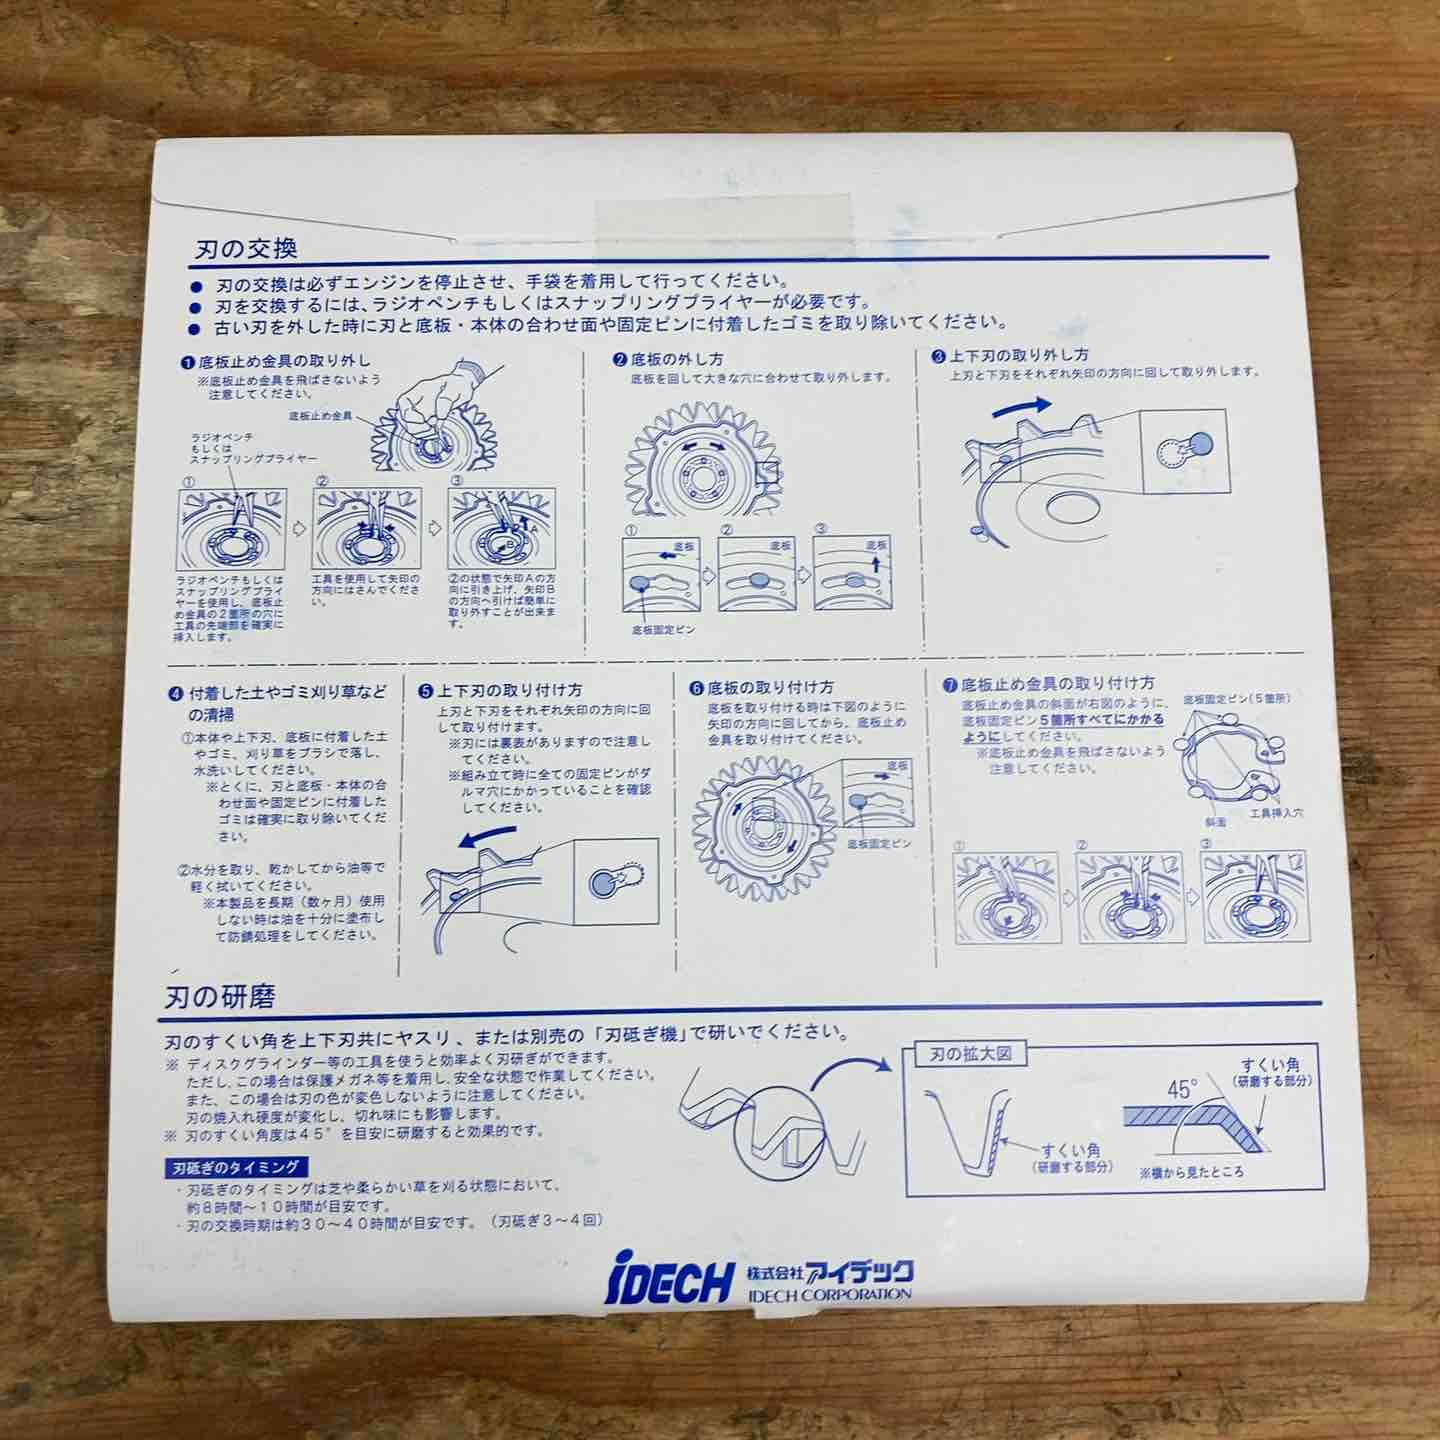 刃の交換
● 刃の交換は必ずエンジンを停止させ、手袋を着用して行ってください。
● 刃を交換するには、ラジオペンチもしくはスナップリングプライヤーが必要です。
● 古い刃を外した時に刃と底板・本体の合わせ面や固定ピンに付着したゴミを取り除いてください。
❶ 底板止め金具の取り外し
※底板止め金具を飛ばさないよう
注意してください。
底板止め金具
ラジオペンチ
もしくは
スナップリングプライヤー
①
②
③
A
B
ラジオペンチもしくは
スナップリングプライ
ヤーを使用し、底板止
め金具の2箇所の穴に
工具の先端部を確実に
挿入します。
工具を使用して矢印の
方向にはさんでくださ
い。
②の状態で矢印Aの方
向に引き上げ、矢印B
の方向へ引けば簡単に
取り外すことが出来ま
す。
❷ 底板の外し方
底板を回して大きな穴に合わせて取り外します。
①
②
③
底板
底板
底板
底板固定ピン
❸ 上下刃の取り外し方
上刃と下刃をそれぞれ矢印の方向に回して取り外します。
❹ 付着した土やゴミ刈り草など
の清掃
①本体や上下刃、底板に付着した土
やゴミ、刈り草をブラシで落し、
水洗いしてください。
※とくに、刃と底板・本体の合
わせ面や固定ピンに付着した
ゴミは確実に取り除いてくだ
さい。
②水分を取り、乾かしてから油等で
軽く拭いてください。
※本製品を長期（数ヶ月）使用
しない時は油を十分に塗布し
て防錆処理をしてください。
❺ 上下刃の取り付け方
上刃と下刃をそれぞれ矢印の方向に回
して取り付けます。
※刃には裏表がありますので注意し
てください。
※組み立て時に全ての固定ピンがダ
ルマ穴にかかっていることを確認
してください。
❻ 底板の取り付け方
底板を取り付ける時は下図のように
矢印の方向に回してから、底板止め
金具を取り付けてください。
底板
底板固定ピン
❼ 底板止め金具の取り付け方
底板止め金具の斜面が右図のように、
底板固定ピン5箇所すべてにかかる
ようにしてください。
※底板止め金具を飛ばさないよう
注意してください。
底板固定ピン(5箇所)
斜面
工具挿入穴
①
②
③
刃の研磨
刃のすくい角を上下刃共にヤスリ、または別売の「刃砥ぎ機」で研いでください。
※ ディスクグラインダー等の工具を使うと効率よく刃研ぎができます。
ただし、この場合は保護メガネ等を着用し、安全な状態で作業してください。
また、この場合は刃の色が変色しないように注意してください。
刃の焼入れ硬度が変化し、切れ味にも影響します。
※ 刃のすくい角度は45°を目安に研磨すると効果的です。
刃砥ぎのタイミング
・刃砥ぎのタイミングは芝や柔らかい草を刈る状態において、
約8時間〜10時間が目安です。
・刃の交換時期は約30〜40時間が目安です。（刃砥ぎ3〜4回）
刃の拡大図
すくい角
(研磨する部分)
45°
すくい角
(研磨する部分)
※横から見たところ
iDECH 株式会社アイデック
IDECH CORPORATION